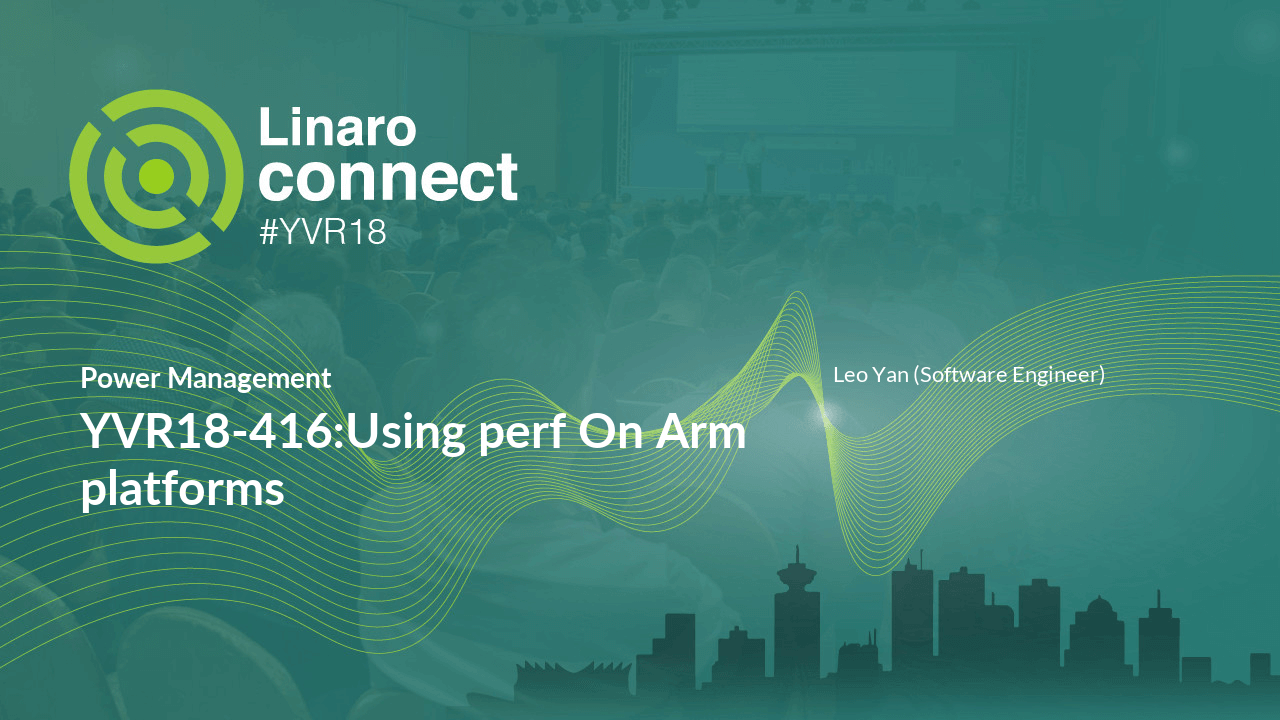 Linaro
connect
#YVR18
Power Management
Leo Yan (Software Engineer)
YVR18-416:Using perf On Arm
platforms